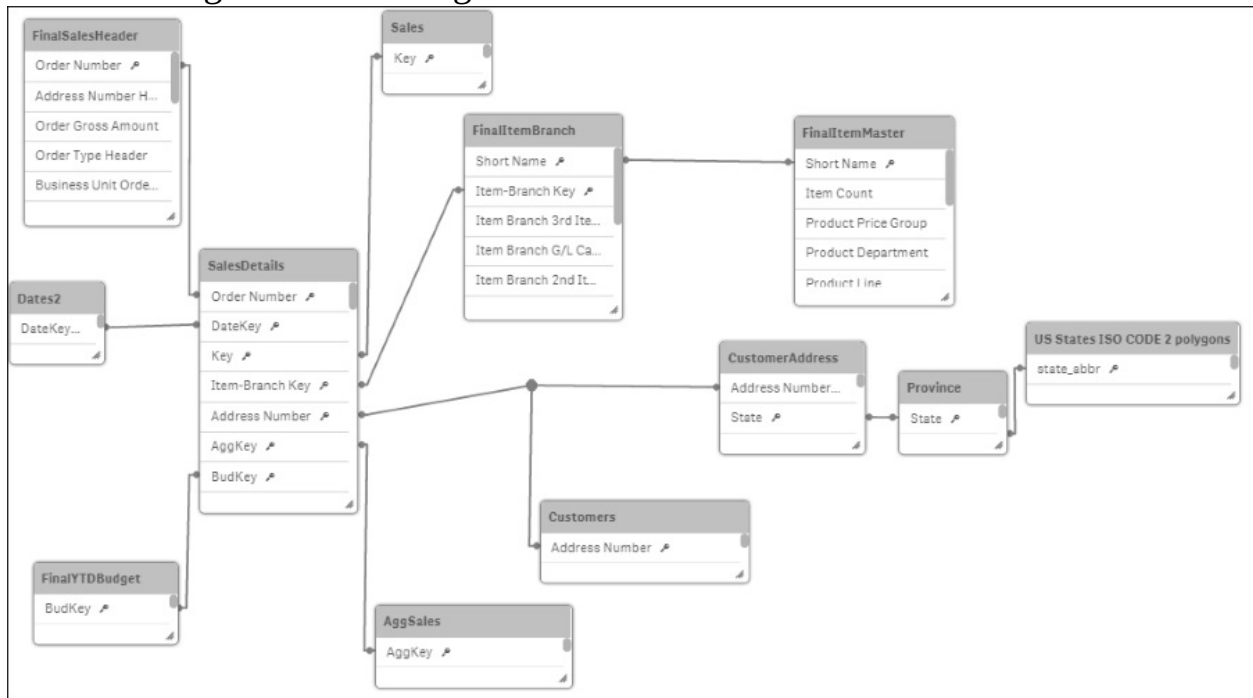 FinalSalesHeader
Order Number
Address Number H...
Order Gross Amount
Order Type Header
Business Unit Orde...
Sales
Key
FinalItemBranch
Short Name
Item-Branch Key
Item Branch 3rd Ite...
Item Branch G/L Ca...
Item Branch 2nd It...
FinalItemMaster
Short Name
Item Count
Product Price Group
Product Department
Product Line
SalesDetails
Order Number
DateKey
Key
Item-Branch Key
Address Number
AggKey
BudKey
Dates2
DateKey...
CustomerAddress
Address Number...
State
Province
State
US States ISO CODE 2 polygons
state_abbr
Customers
Address Number
FinalYTDBudget
BudKey
AggSales
AggKey